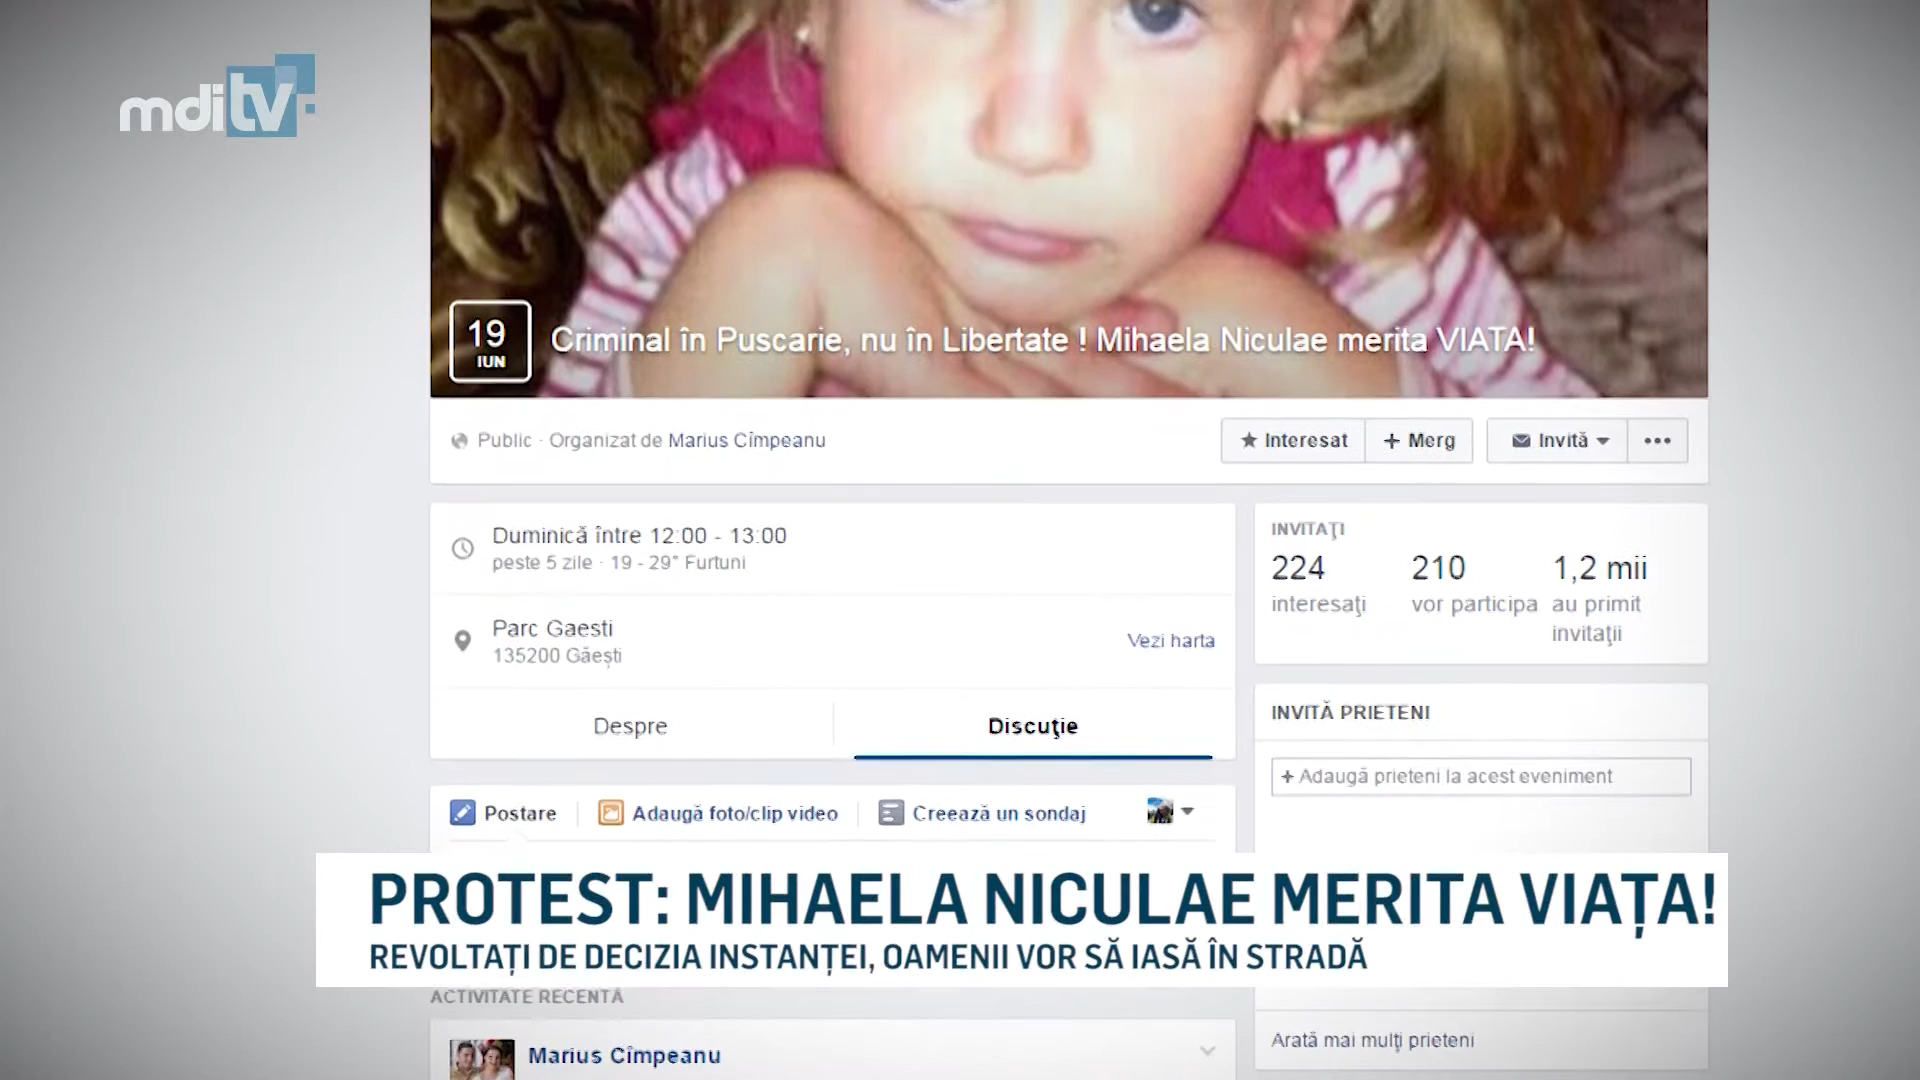 mditv
19
IUN
Criminal în Puscarie, nu în Libertate ! Mihaela Niculae merita VIATA!
Public · Organizat de Marius Cîmpeanu
Interesat
+ Merg
Invită
Duminică între 12:00 - 13:00
peste 5 zile · 19 - 29° Furtuni
Parc Gaesti
135200 Găești
Vezi harta
INVITAŢI
224
210
1,2 mii
interesaţi
vor participa
au primit
invitaţii
Despre
Discuţie
INVITĂ PRIETENI
+ Adaugă prieteni la acest eveniment
Postare
Adaugă foto/clip video
Creează un sondaj
PROTEST: MIHAELA NICULAE MERITA VIAȚA!
REVOLTAȚI DE DECIZIA INSTANȚEI, OAMENII VOR SĂ IASĂ ÎN STRADĂ
ACTIVITATE RECENTĂ
Marius Cîmpeanu
Arată mai mulţi prieteni